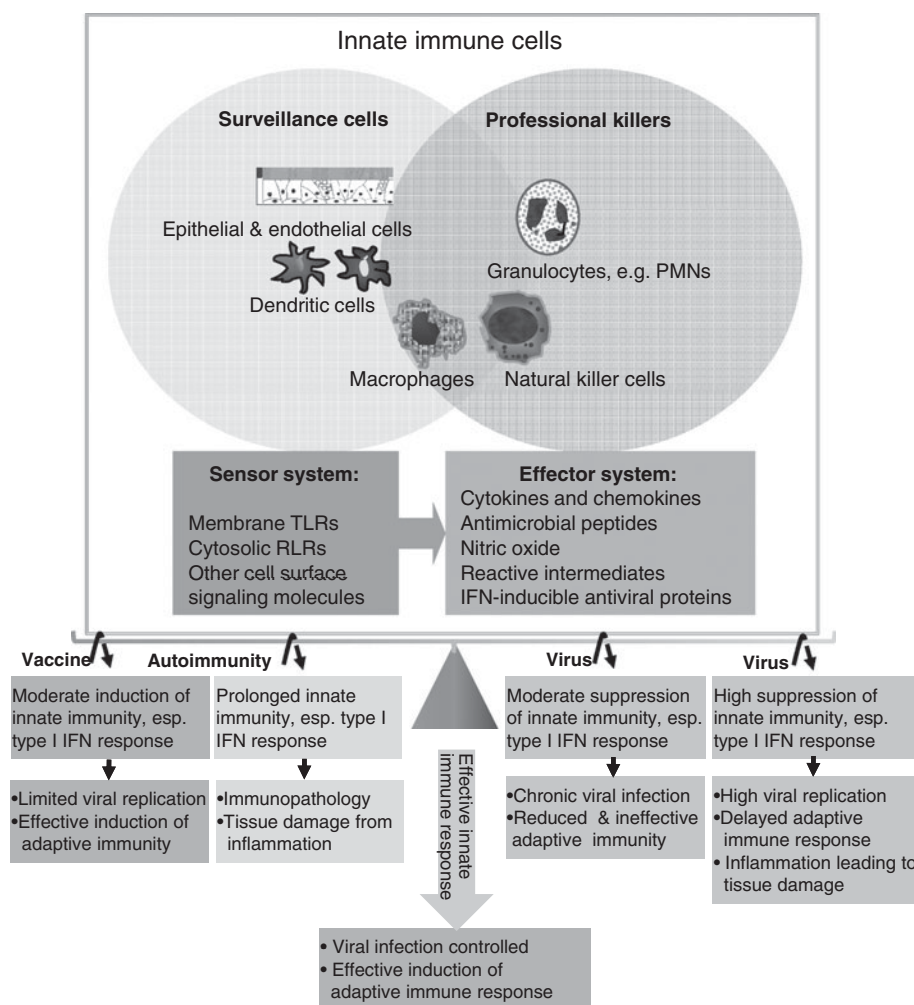 Innate immune cells
Surveillance cells
Professional killers
Epithelial & endothelial cells
Dendritic cells
Granulocytes, e.g. PMNs
Macrophages
Natural killer cells
Sensor system:
Membrane TLRs
Cytosolic RLRs
Other cell surface
signaling molecules
Effector system:
Cytokines and chemokines
Antimicrobial peptides
Nitric oxide
Reactive intermediates
IFN-inducible antiviral proteins
Vaccine
Moderate induction of
innate immunity, esp.
type I IFN response
•Limited viral replication
•Effective induction of
adaptive immunity
Autoimmunity
Prolonged innate
immunity, esp. type I
IFN response
•Immunopathology
•Tissue damage from
inflammation
Effective innate
immune response
• Viral infection controlled
• Effective induction of
adaptive immune response
Virus
Moderate suppression
of innate immunity, esp.
type I IFN response
•Chronic viral infection
•Reduced & ineffective
adaptive immunity
Virus
High suppression of
innate immunity, esp.
type I IFN response
•High viral replication
•Delayed adaptive
immune response
• Inflammation leading to
tissue damage